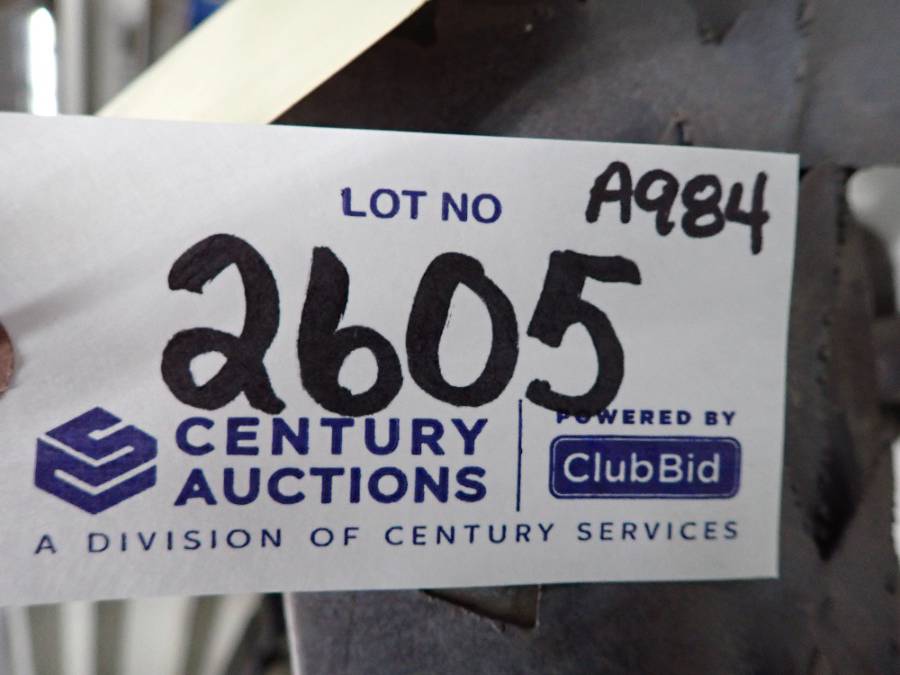 LOT NO A984
2605
CENTURY
AUCTIONS
POWERED BY
ClubBid
A DIVISION OF CENTURY SERVICES